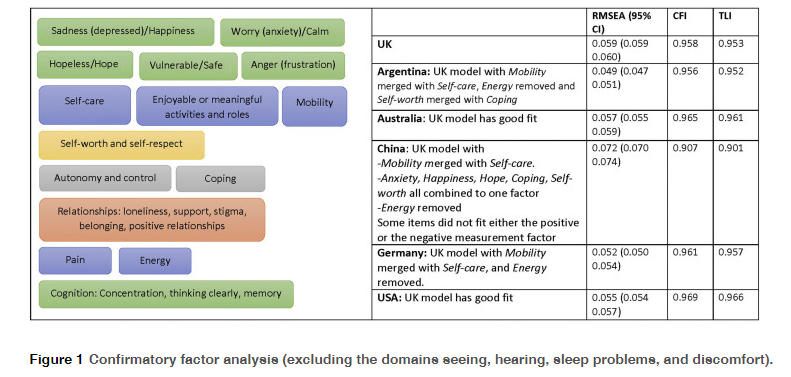 Sadness (depressed)/Happiness
Worry (anxiety)/Calm
Hopeless/Hope
Vulnerable/Safe
Anger (frustration)
Self-care
Enjoyable or meaningful
activities and roles
Mobility
Self-worth and self-respect
Autonomy and control
Coping
Relationships: loneliness, support, stigma,
belonging, positive relationships
Pain
Energy
Cognition: Concentration, thinking clearly, memory
RMSEA (95% CFI TLI
CI)
UK 0.059 (0.059 0.958 0.953
0.060)
Argentina: UK model with Mobility 0.049 (0.047 0.956 0.952
merged with Self-care, Energy removed and 0.051)
Self-worth merged with Coping
Australia: UK model has good fit 0.057 (0.055 0.965 0.961
0.059)
China: UK model with 0.072 (0.070 0.907 0.901
-Mobility merged with Self-care. 0.074)
-Anxiety, Happiness, Hope, Coping, Self-
worth all combined to one factor
-Energy removed
Some items did not fit either the positive
or the negative measurement factor
Germany: UK model with Mobility 0.052 (0.050 0.961 0.957
merged with Self-care, and Energy 0.054)
removed.
USA: UK model has good fit 0.055 (0.054 0.969 0.966
0.057)
Figure 1 Confirmatory factor analysis (excluding the domains seeing, hearing, sleep problems, and discomfort).